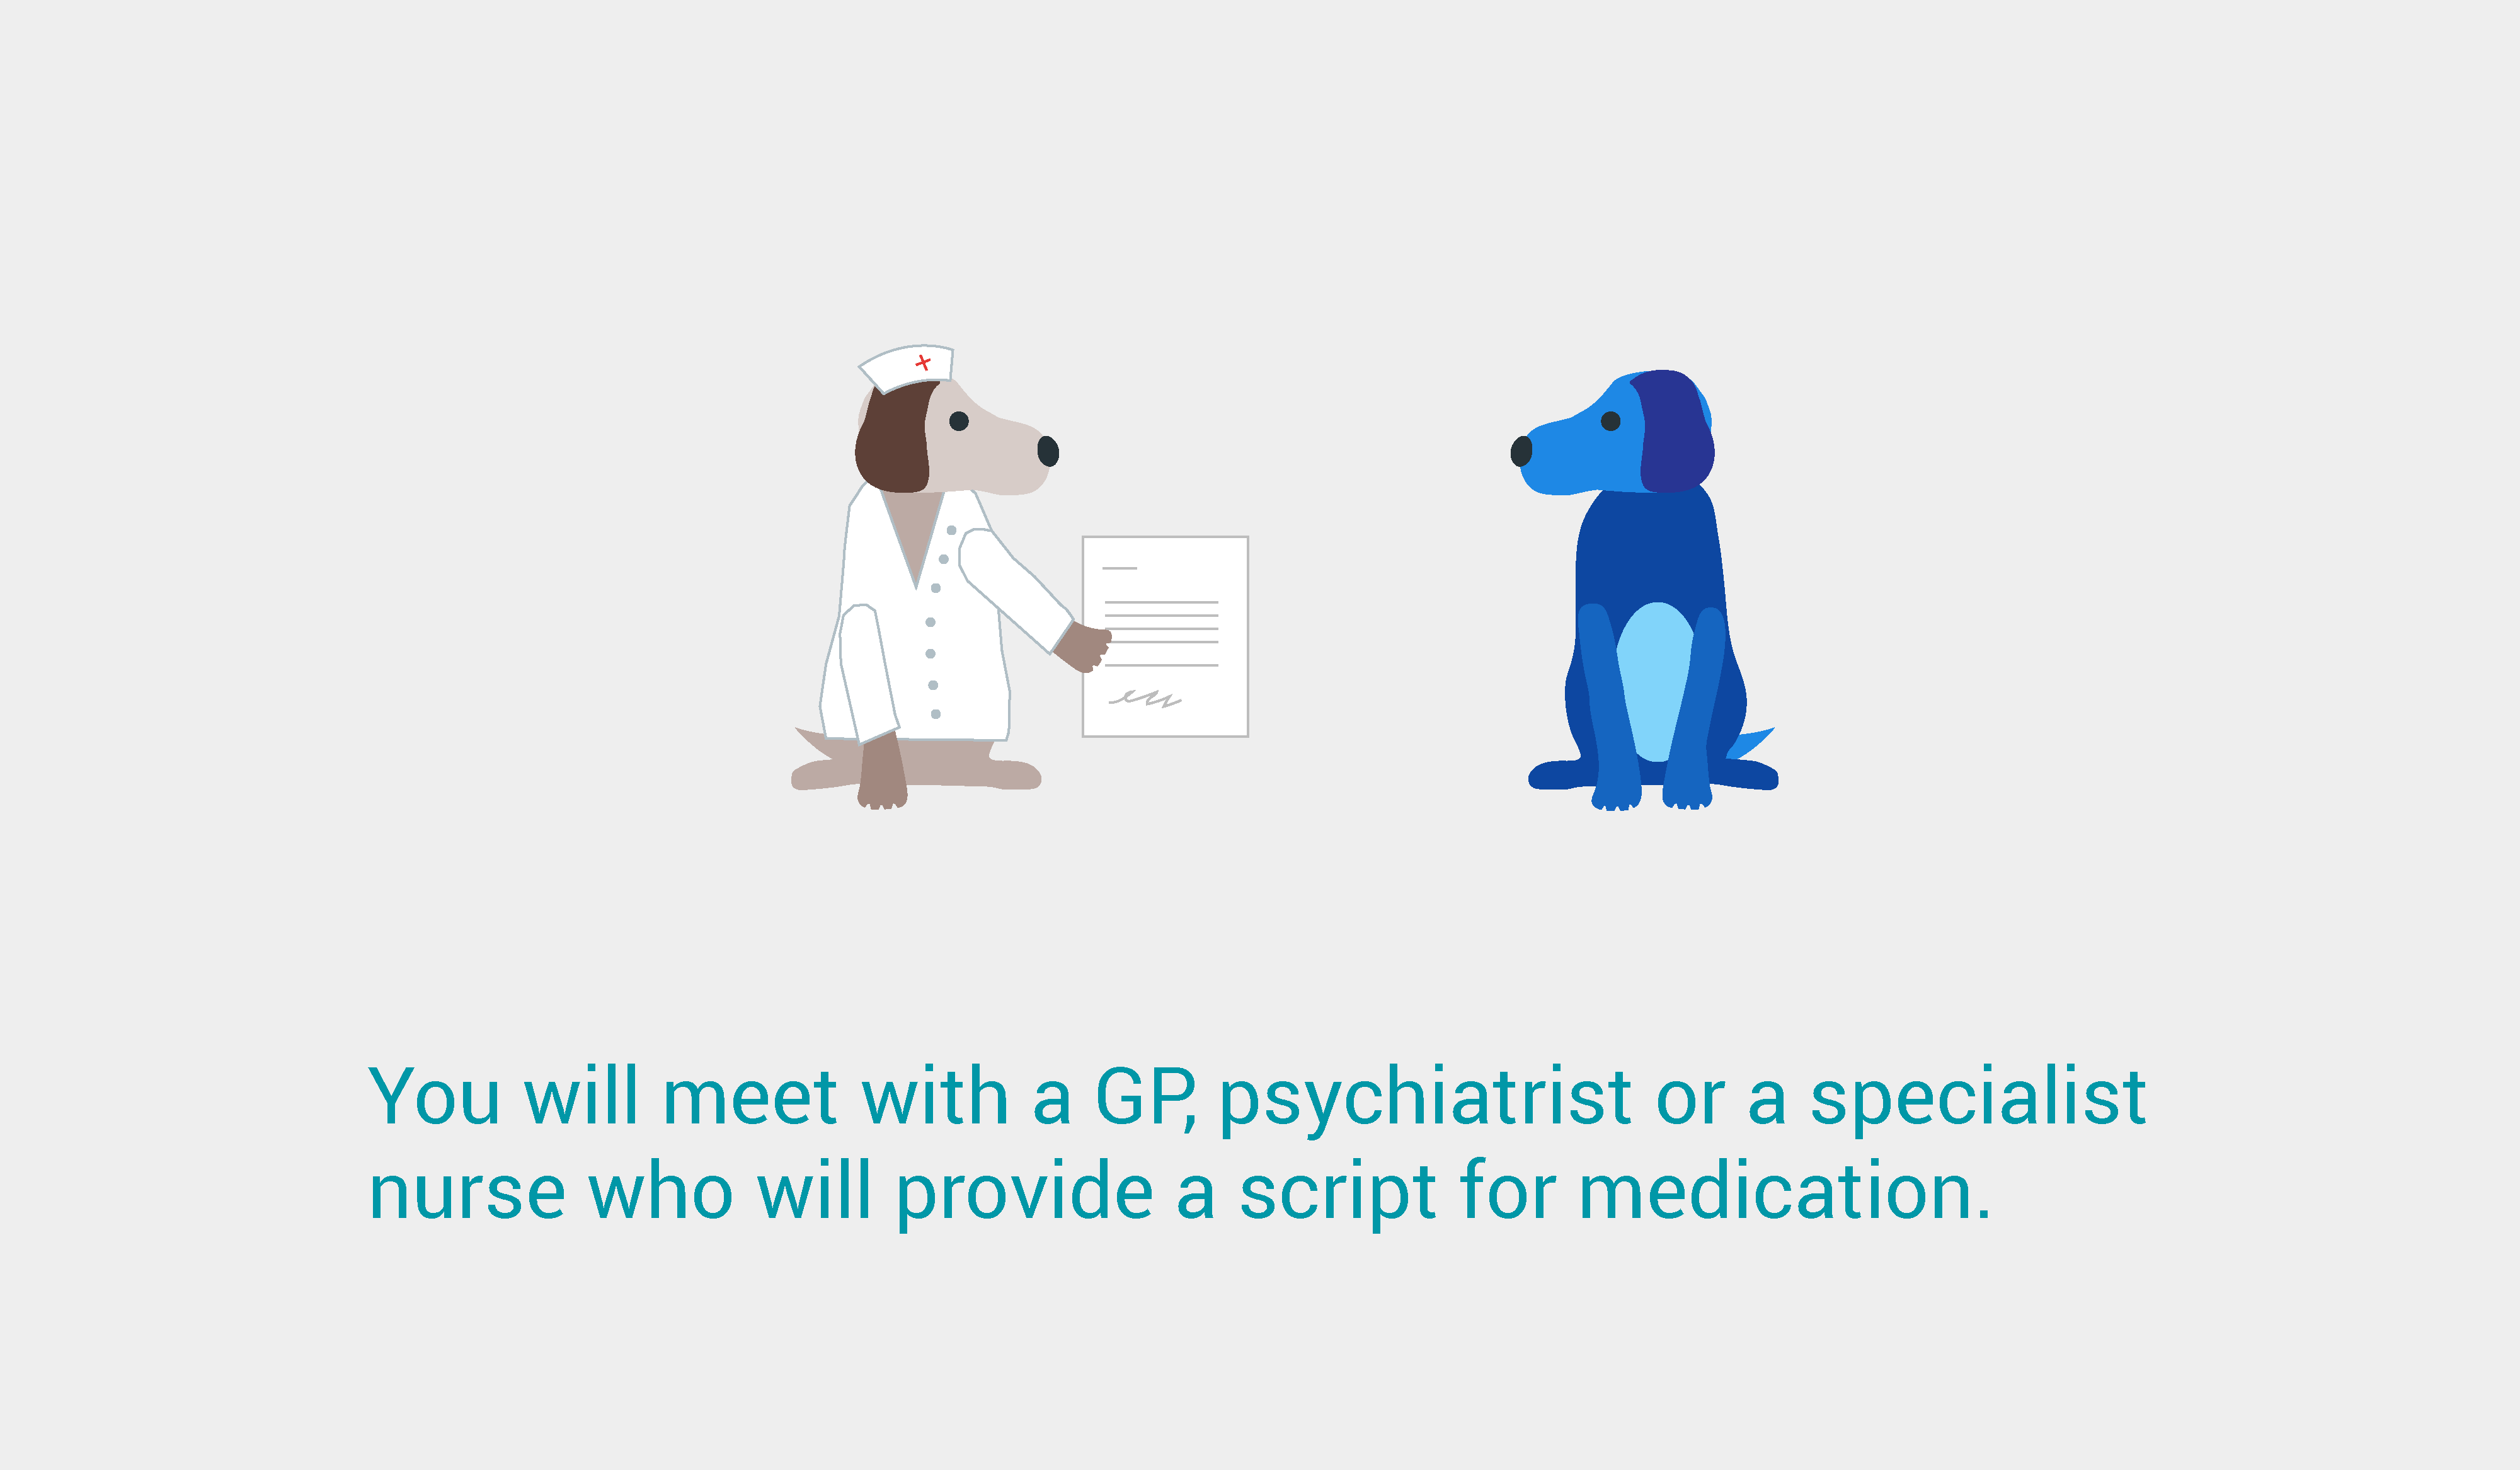 You will meet with a GP, psychiatrist or a specialist
nurse who will provide a script for medication.